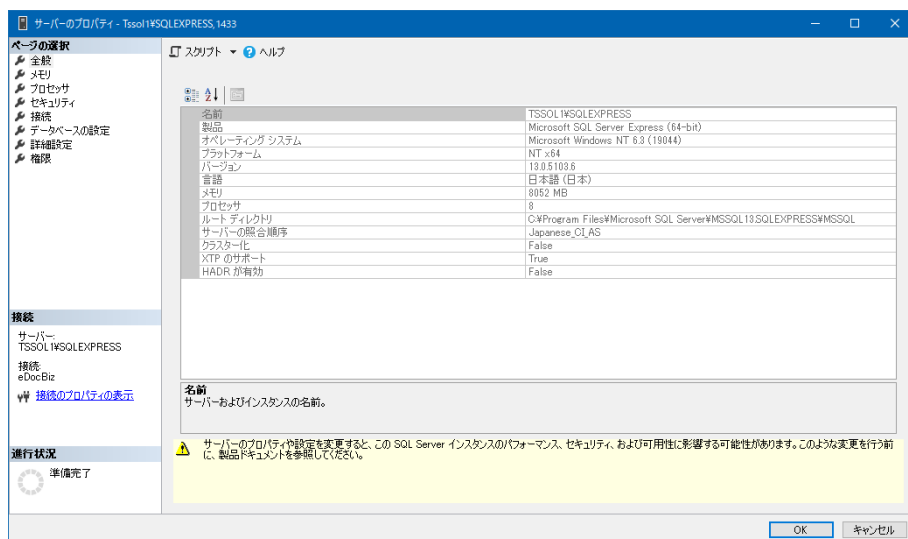 サーバーのプロパティ - Tssol1¥SQLEXPRESS,1433
ページの選択
全般
メモリ
プロセッサ
セキュリティ
接続
データベースの設定
詳細設定
権限
スクリプト ヘルプ
名前 TSSOL1¥SQLEXPRESS
製品 Microsoft SQL Server Express (64-bit)
オペレーティング システム Microsoft Windows NT 6.3 (19044)
プラットフォーム NT x64
バージョン 13.0.5103.6
言語 日本語 (日本)
メモリ 8052 MB
プロセッサ 8
ルート ディレクトリ C:¥Program Files¥Microsoft SQL Server¥MSSQL13.SQLEXPRESS¥MSSQL
サーバーの照合順序 Japanese_CI_AS
クラスター化 False
XTP のサポート True
HADR が有効 False
接続
サーバー:
TSSOL1¥SQLEXPRESS
接続:
eDocBiz
接続のプロパティの表示
名前
サーバーおよびインスタンスの名前。
進行状況
準備完了
サーバーのプロパティや設定を変更すると、この SQL Server インスタンスのパフォーマンス、セキュリティ、および可用性に影響する可能性があります。このような変更を行う前
に、製品ドキュメントを参照してください。
OK キャンセル